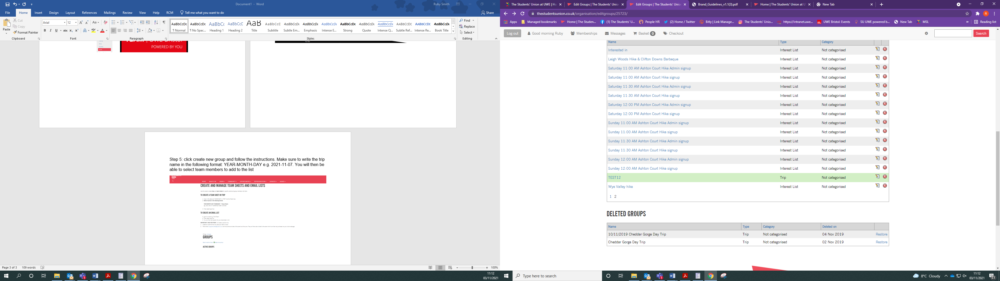 Document1 - Word
Ruby Smith
File Home Insert Design Layout References Mailings Review View Help RCM Tell me what you want to do Share
Paste
Cut
Copy
Format Painter
Clipboard
Arial 12
Font
Paragraph
AaBbCcDc AaBbCcDc AaBbC AaBbCcE AaB AaBbCcE AaBbCcDi AaBbCcDi AaBbCcDi AaBbCcDc AaBbCcDi AaBbCcDi AABBCCDI AABBCCDI AaBbCcDi
¶ Normal ¶ No Spac... Heading 1 Heading 2 Title Subtitle Subtle Em... Emphasis Intense E... Strong Quote Intense Q... Subtle Ref... Intense Re... Book Title
Styles
Find
Replace
Select
Editing
POWERED BY YOU
Step 5: click create new group and follow the instructions. Make sure to write the trip
name in the following format: YEAR-MONTH-DAY e.g. 2021-11-07. You will then be
able to select team members to add to the list
CREATE AND MANAGE TEAM SHEETS AND EMAIL LISTS
TO CREATE A TEAM SHEET OR TRIP
TO CREATE AN EMAIL LIST
GROUPS
ACTIVE GROUPS
Page 3 of 3 109 words
100%
11:12
03/11/2021
The Students' Union at UWE | Ho
Edit Groups | The Students' Unio
Edit Groups | The Students' Unio
Brand_Guidelines_v1.1(3).pdf
Home | The Students' Union at U
New Tab
thestudentsunion.co.uk/organisation/editgroups/25723/
Apps Managed bookmarks Home | The Studen... (1) The Students' U... People HR (2) Home / Twitter Bitly | Link Manage... The Students' Unio... https://intranet.uwe... UWE Bristol: Events SU UWE powered b... New Tab MSL » Reading list
Log out Good morning Ruby Memberships Messages Basket 0 Checkout Search
Name Type Category
Interested in Interest List Not categorised
Leigh Woods Hike & Clifton Downs Barbeque Interest List Not categorised
Saturday 11:00 AM Ashton Court Hike Admin signup Interest List Not categorised
Saturday 11:00 AM Ashton Court Hike signup Interest List Not categorised
Saturday 11:30 AM Ashton Court Hike Admin signup Interest List Not categorised
Saturday 11:30 AM Ashton Court Hike signup Interest List Not categorised
Saturday 12:00 PM Ashton Court Hike Admin signup Interest List Not categorised
Saturday 12:00 PM Ashton Court Hike signup Interest List Not categorised
Sunday 11:00 AM Ashton Court Hike Admin signup Interest List Not categorised
Sunday 11:00 AM Ashton Court Hike signup Interest List Not categorised
Sunday 11:30 AM Ashton Court Hike Admin signup Interest List Not categorised
Sunday 11:30 AM Ashton Court Hike signup Interest List Not categorised
Sunday 12:00 AM Ashton Court Hike Admin signup Interest List Not categorised
Sunday 12:00 AM Ashton Court Hike signup Interest List Not categorised
TEST12 Trip Not categorised
Wye Valley hike Interest List Not categorised
1 2
DELETED GROUPS
Name Type Category Deleted on
10/11/2019 Cheddar Gorge Day Trip Trip Not categorised 04 Nov 2019 Restore
Cheddar Gorge Day Trip Trip Not categorised 02 Nov 2019 Restore
Type here to search
8°C Cloudy
11:12
03/11/2021
23